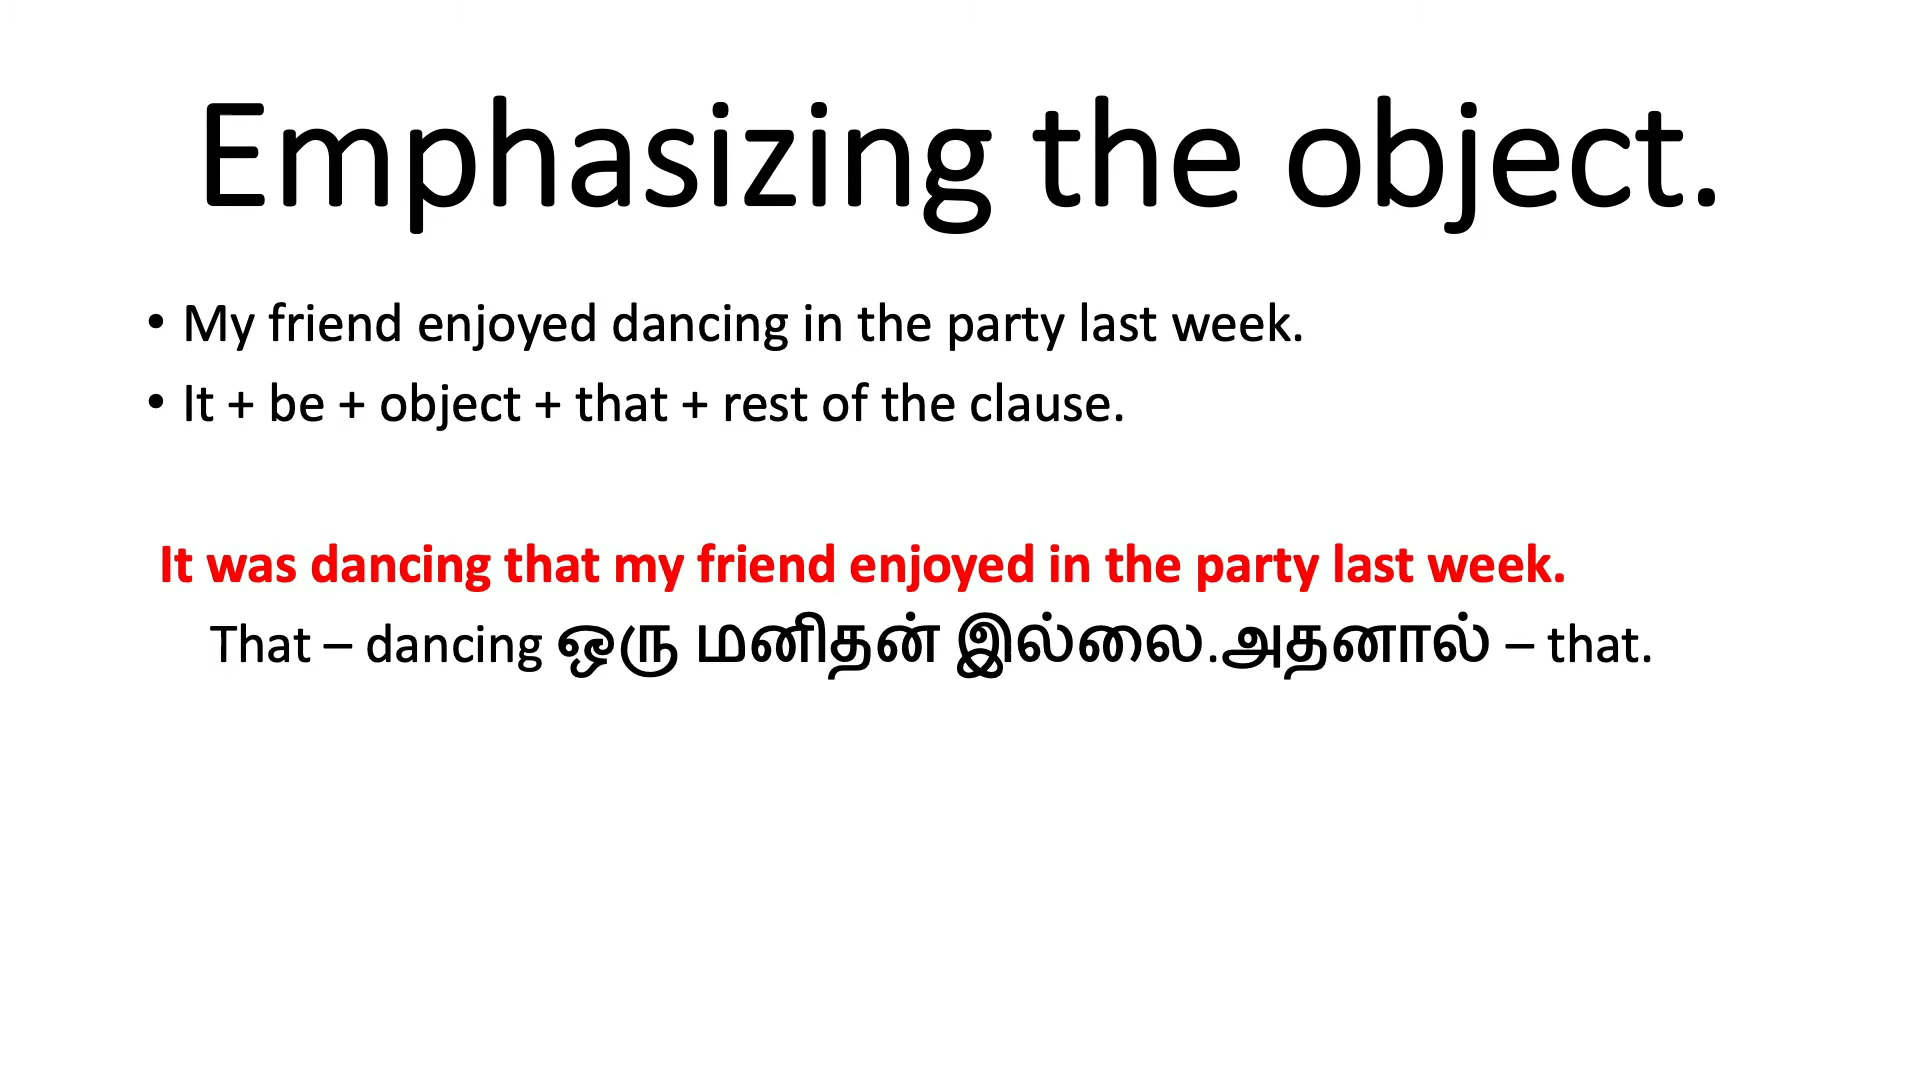 Emphasizing the object.
• My friend enjoyed dancing in the party last week.
• It + be + object + that + rest of the clause.
It was dancing that my friend enjoyed in the party last week.
That – dancing ஒரு மனிதன் இல்லை.அதனால் – that.